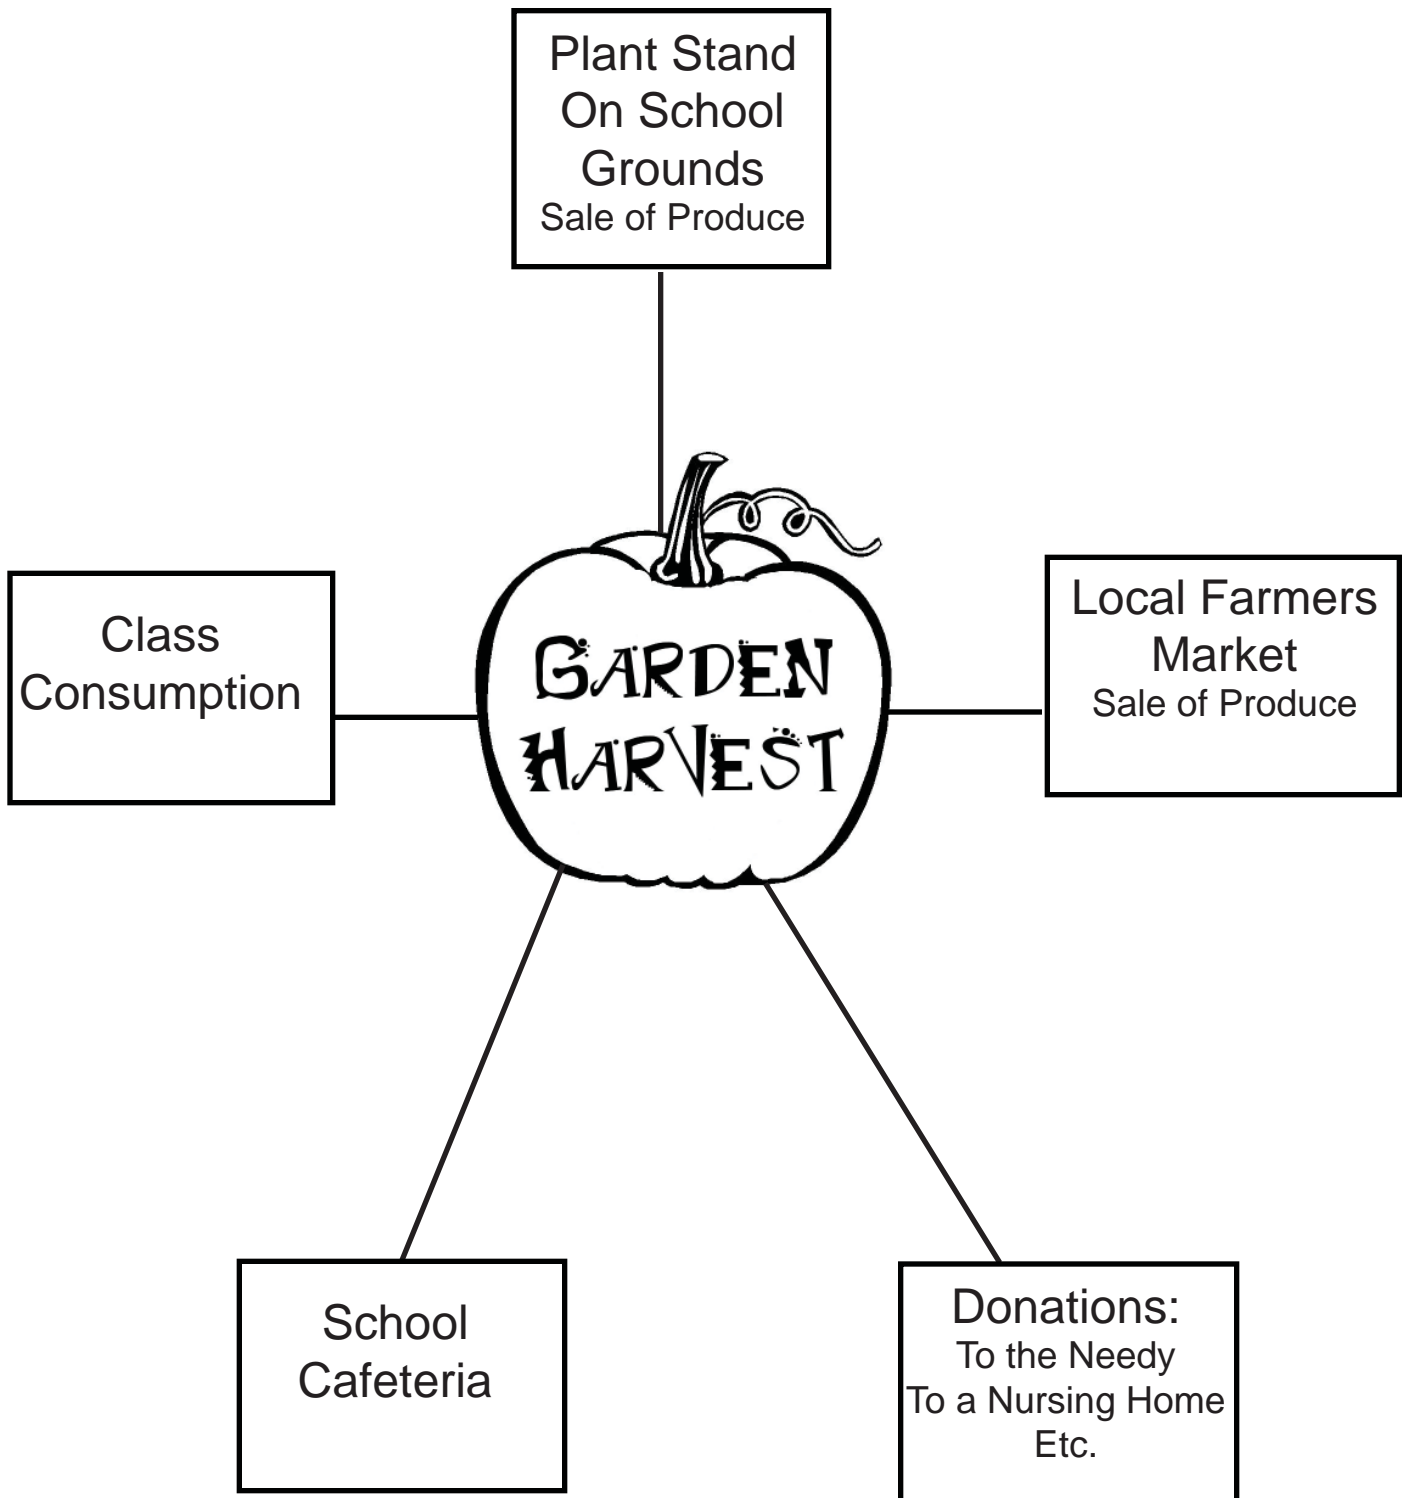 Plant Stand
On School
Grounds
Sale of Produce
GARDEN
HARVEST
Class
Consumption
Local Farmers
Market
Sale of Produce
School
Cafeteria
Donations:
To the Needy
To a Nursing Home
Etc.